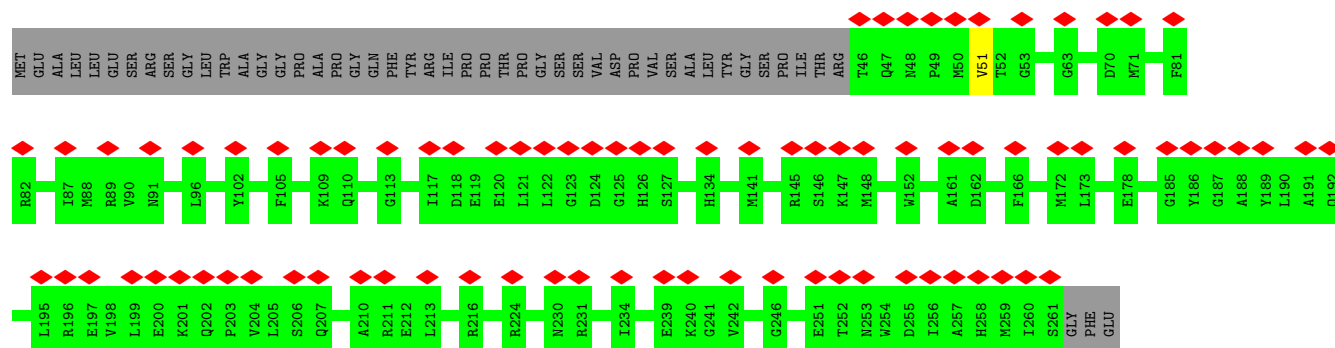 MET GLU ALA LEU LEU GLU SER ARG SER GLY LEU TRP ALA GLY GLY PRO ALA PRO GLY GLN PHE TYR ARG ILE PRO PRO THR PRO GLY SER SER VAL ASP PRO VAL SER ALA LEU TYR GLY SER PRO ILE THR ARG T46 Q47 N48 P49 M50 V51 T52 G53 G63 D70 M71 F81
R82 I87 M88 R89 V90 N91 L96 Y102 F105 K109 Q110 G113 I117 D118 E119 E120 L121 L122 G123 D124 G125 H126 S127 H134 M141 R145 S146 K147 M148 W152 A161 D162 F166 M172 L173 E178 G185 Y186 G187 A188 Y189 L190 A191 Q192
L195 R196 E197 V198 L199 E200 K201 Q202 P203 V204 L205 S206 Q207 A210 R211 E212 L213 R216 R224 N230 R231 I234 E239 K240 G241 V242 G246 E251 T252 N253 W254 D255 I256 A257 H258 M259 I260 S261 GLY PHE GLU